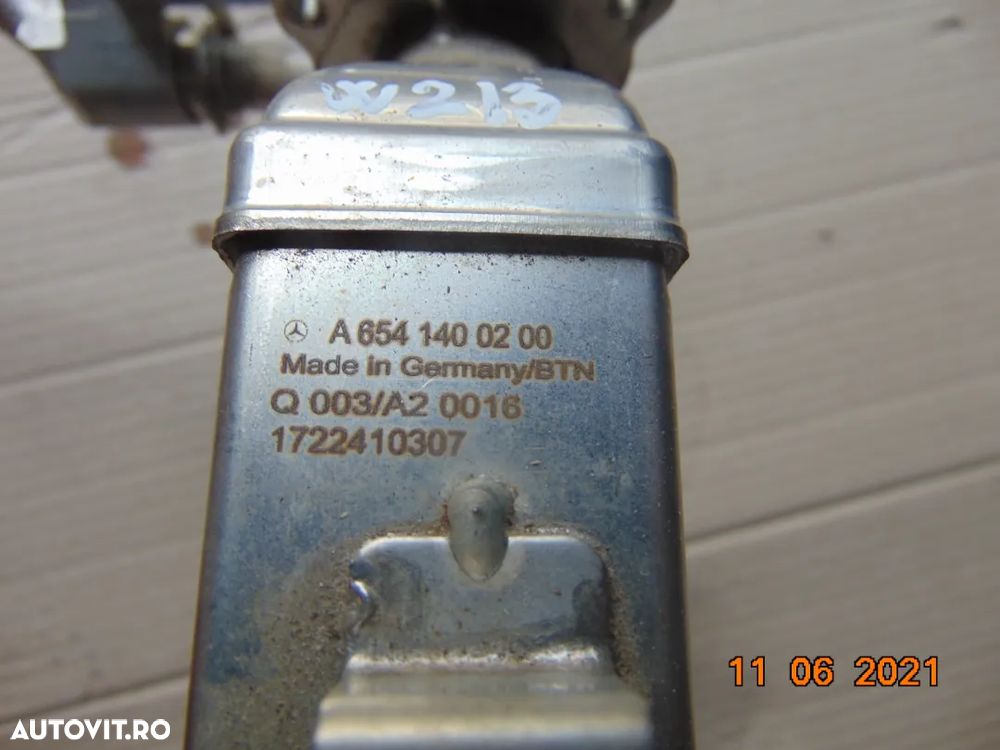 W213
A 654 140 02 00
Made in Germany/BTN
Q 003/A2 0016
1722410307
11 06 2021
AUTOVIT.RO